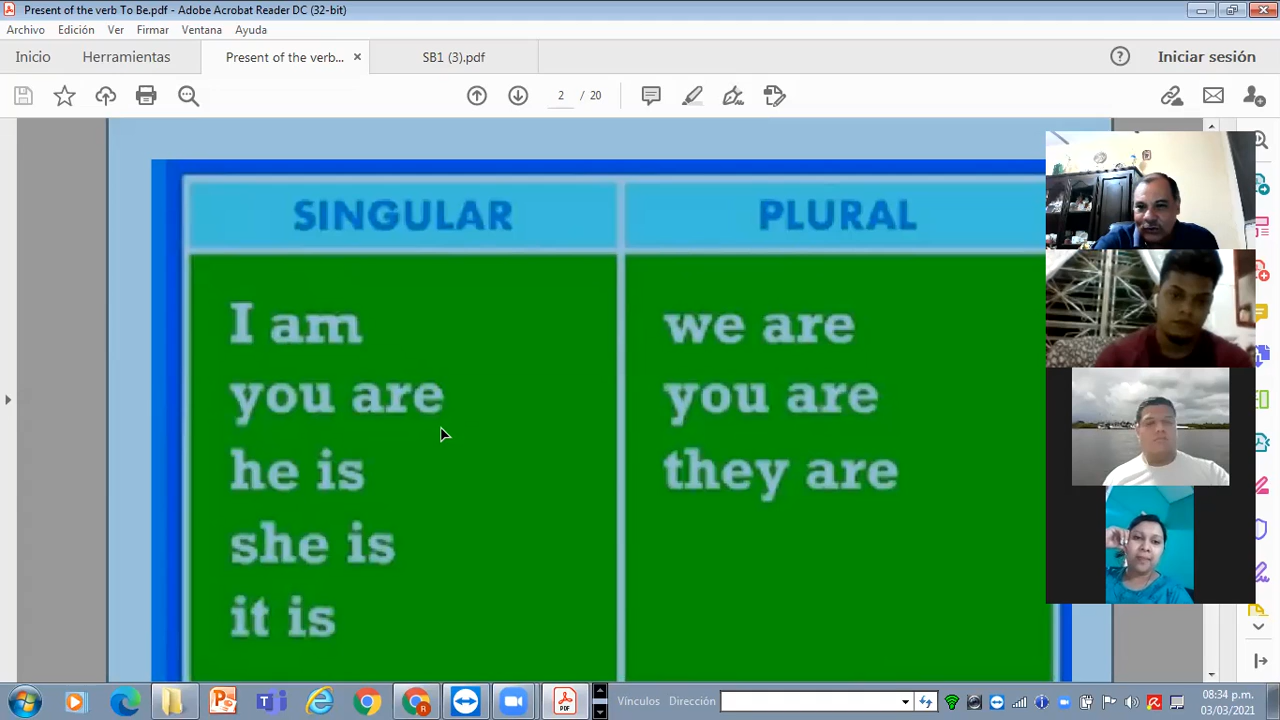 Present of the verb To Be.pdf - Adobe Acrobat Reader DC (32-bit)
Archivo Edición Ver Firmar Ventana Ayuda
Inicio Herramientas Present of the verb... × SB1 (3).pdf Iniciar sesión
2 / 20
SINGULAR PLURAL
I am we are
you are you are
he is they are
she is
it is
Vínculos Dirección 08:34 p.m.
03/03/2021